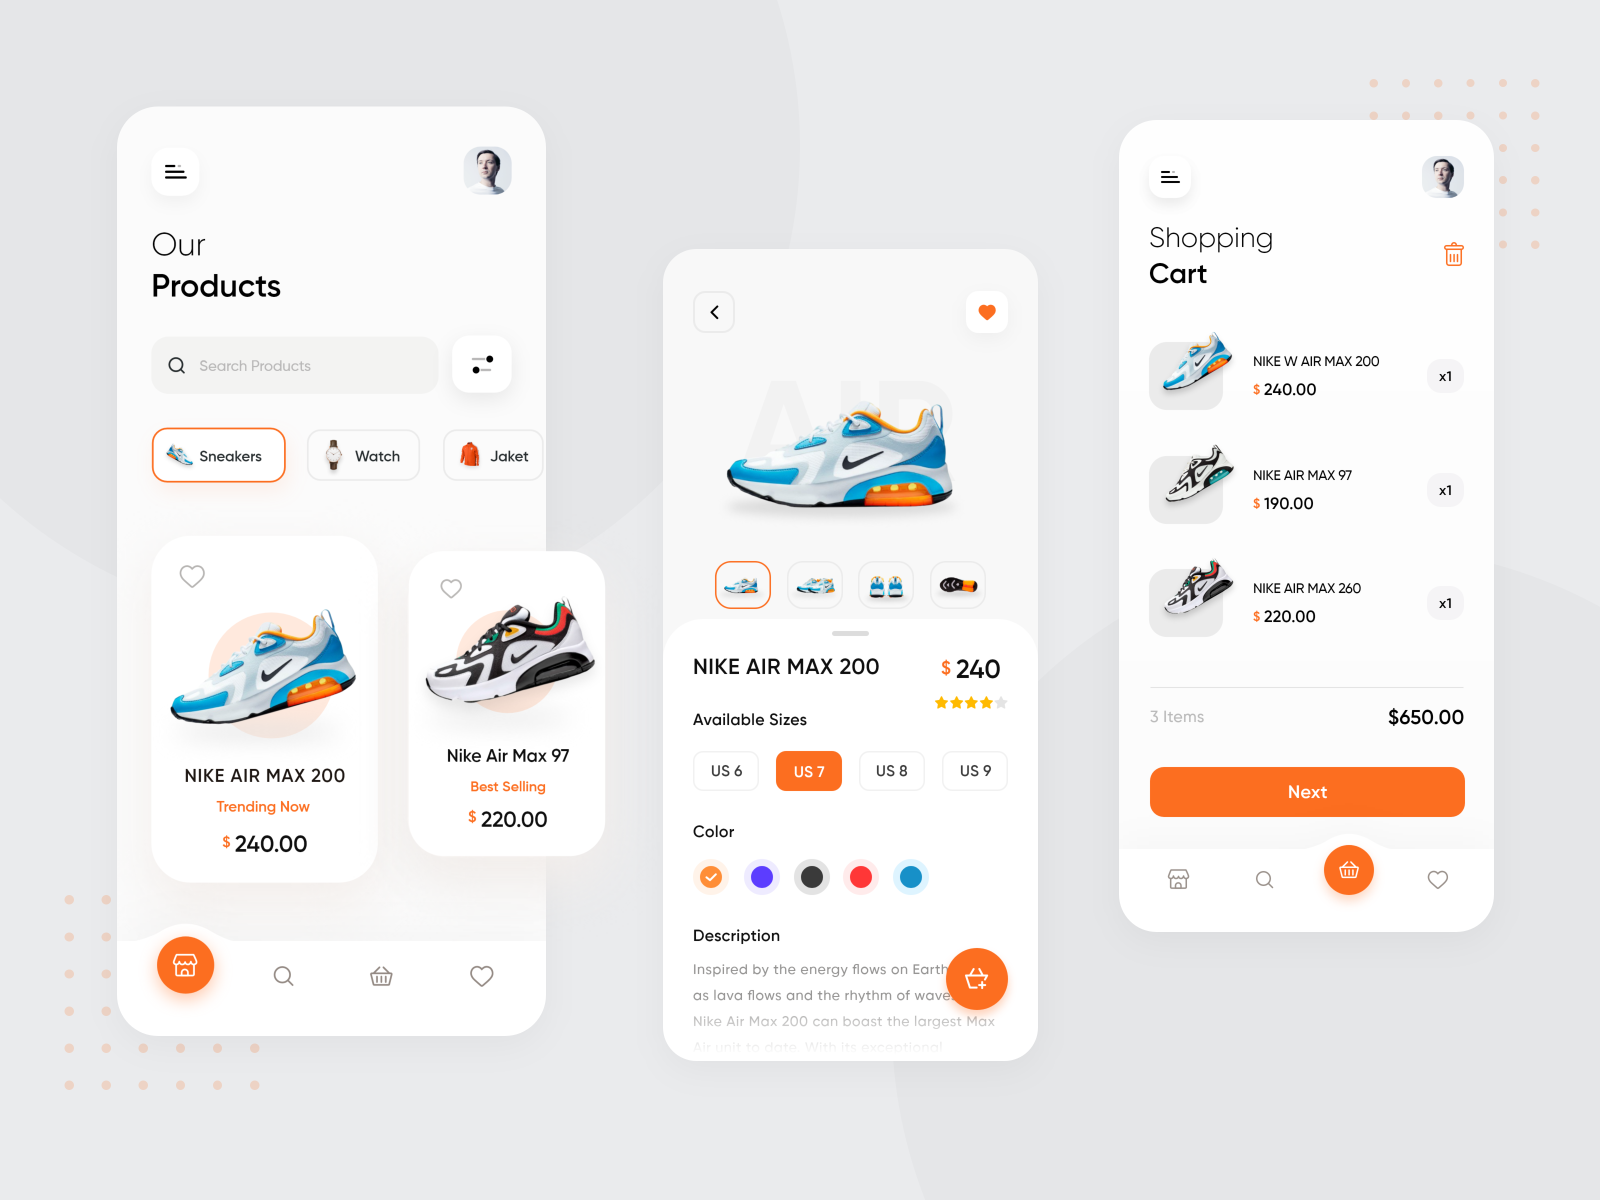 Our
Products
Search Products
Sneakers
Watch
Jaket
NIKE AIR MAX 200
Trending Now
$ 240.00
Nike Air Max 97
Best Selling
$ 220.00
AIR
NIKE AIR MAX 200
$ 240
Available Sizes
US 6
US 7
US 8
US 9
Color
Description
Inspired by the energy flows on Earth
as lava flows and the rhythm of wave
Nike Air Max 200 can boast the largest Max
Air unit to date. With its exceptional
Shopping
Cart
NIKE W AIR MAX 200
$ 240.00
x1
NIKE AIR MAX 97
$ 190.00
x1
NIKE AIR MAX 260
$ 220.00
x1
3 Items
$650.00
Next